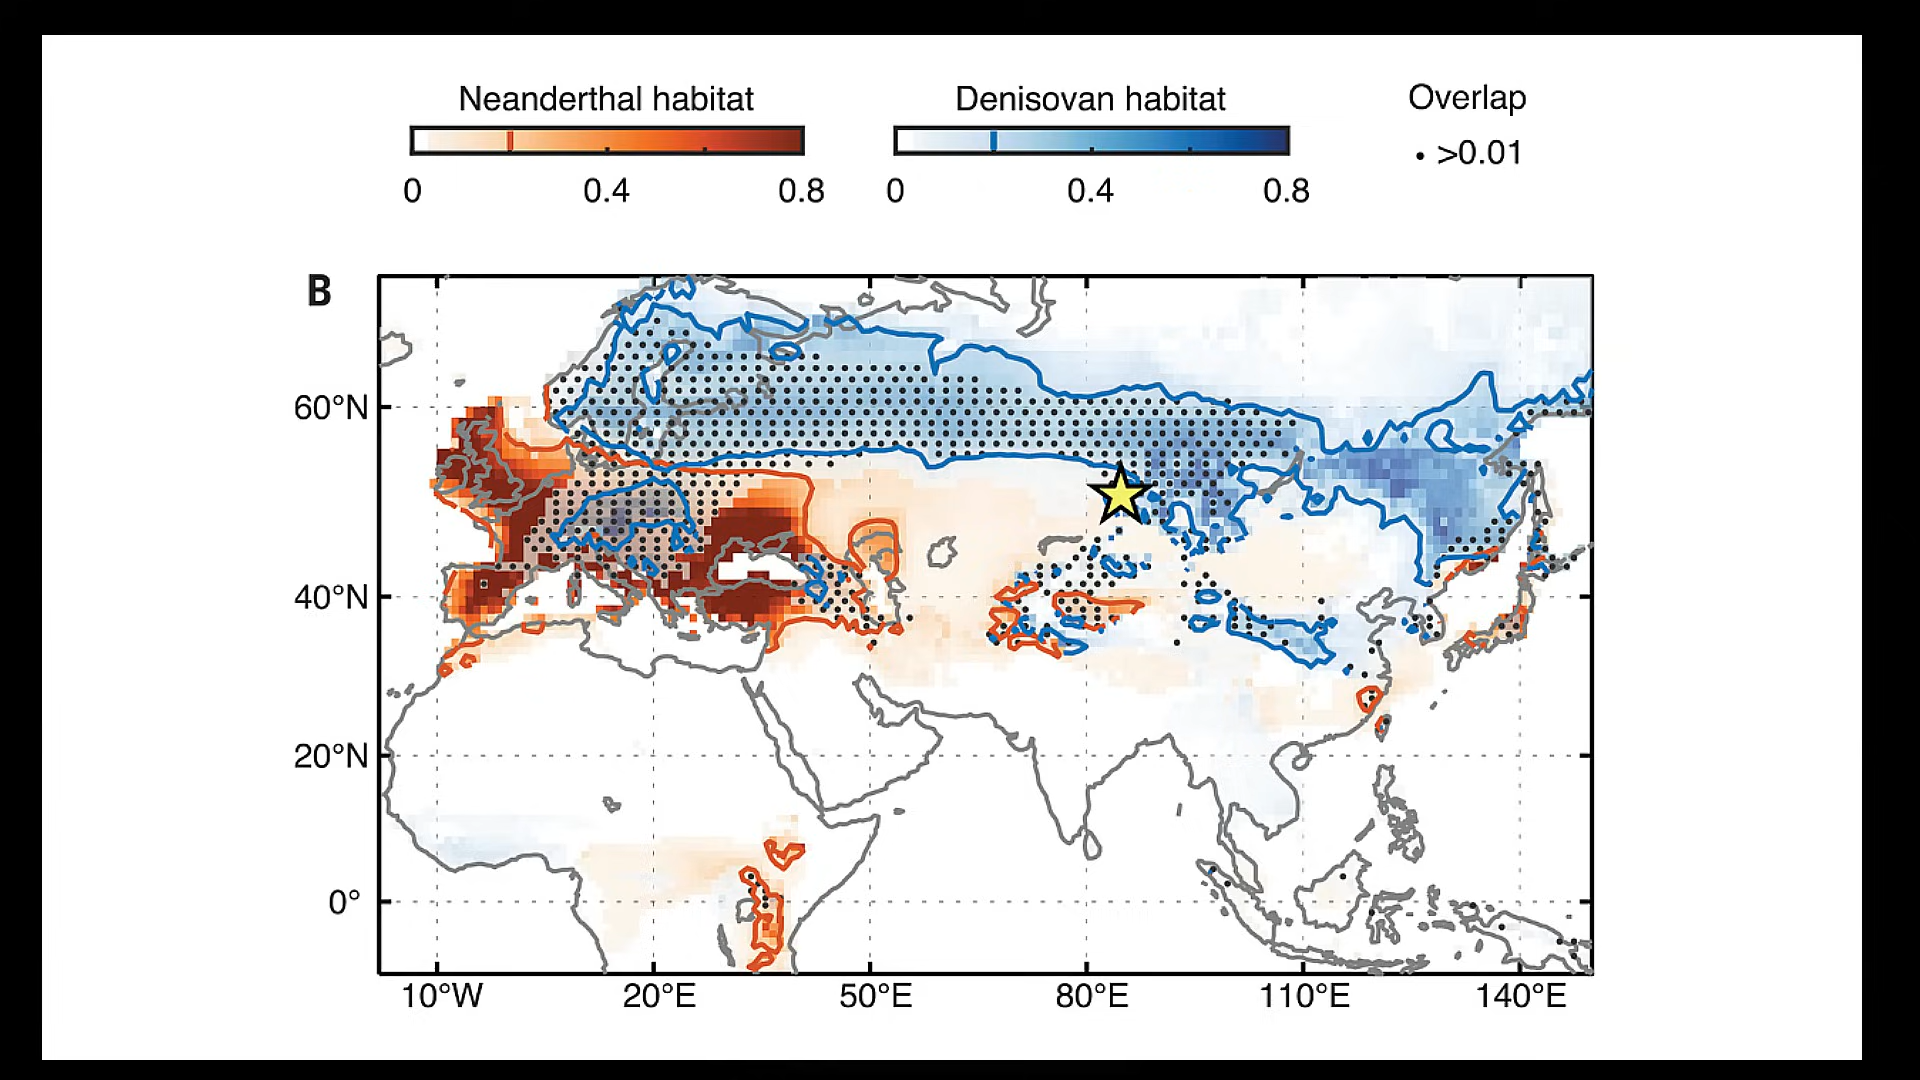 Neanderthal habitat
0 0.4 0.8
Denisovan habitat
0 0.4 0.8
Overlap
>0.01
B
60°N
40°N
20°N
0°
10°W 20°E 50°E 80°E 110°E 140°E